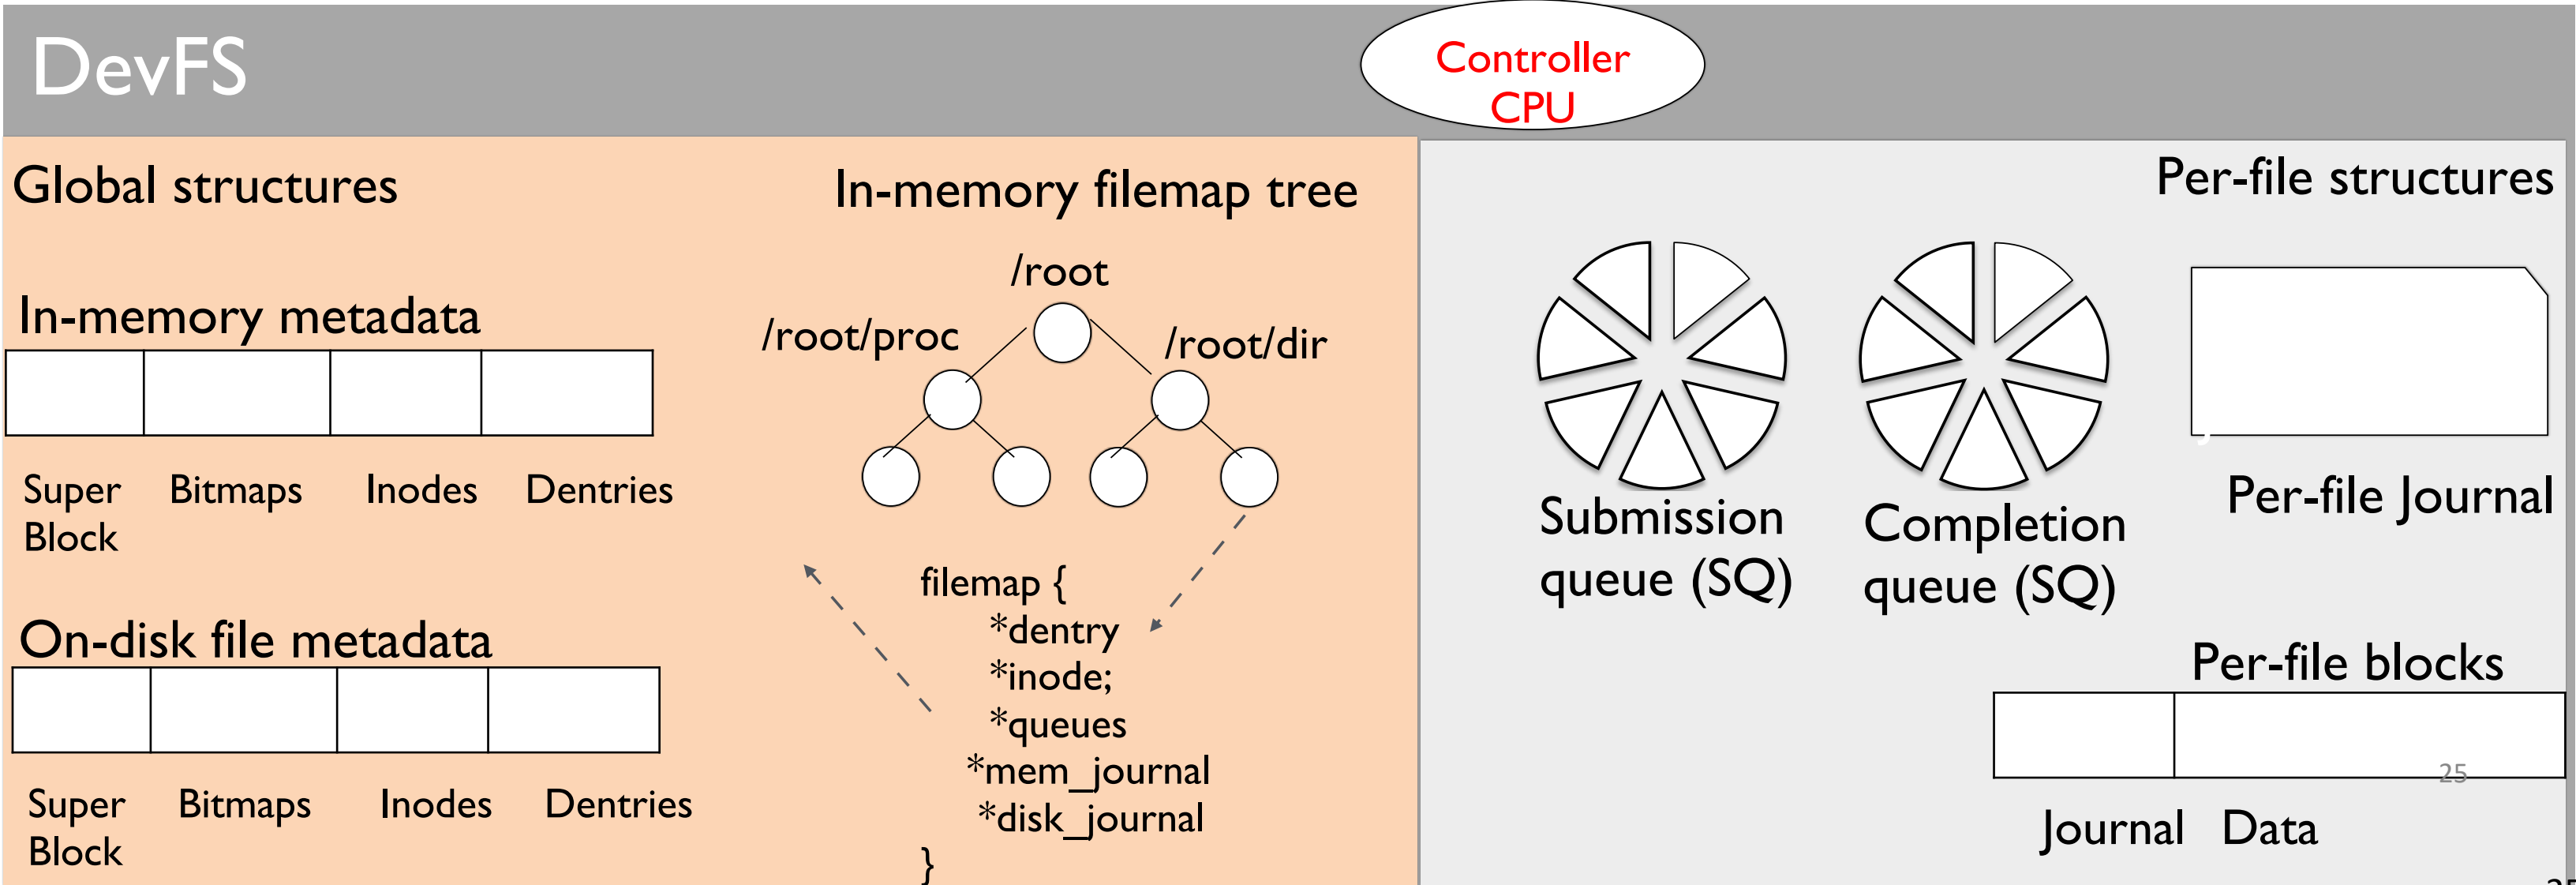 DevFS
Controller
CPU
Global structures
In-memory filemap tree
Per-file structures
/root
In-memory metadata
/root/proc
/root/dir
Super
Block
Bitmaps
Inodes
Dentries
Submission
queue (SQ)
Completion
queue (SQ)
Per-file Journal
filemap {
*dentry
*inode;
*queues
*mem_journal
*disk_journal
}
On-disk file metadata
Super
Block
Bitmaps
Inodes
Dentries
Per-file blocks
25
Journal
Data